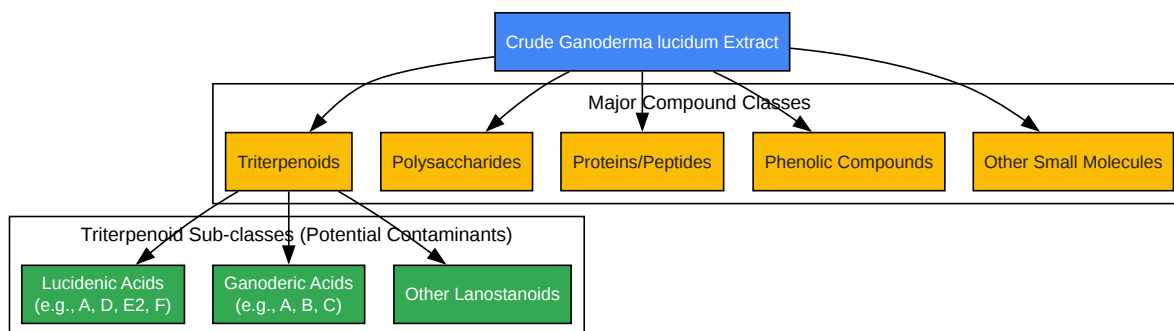 Crude Ganoderma lucidum Extract
Major Compound Classes
Triterpenoids
Polysaccharides
Proteins/Peptides
Phenolic Compounds
Other Small Molecules
Triterpenoid Sub-classes (Potential Contaminants)
Lucidenic Acids
(e.g., A, D, E2, F)
Ganoderic Acids
(e.g., A, B, C)
Other Lanostanoids